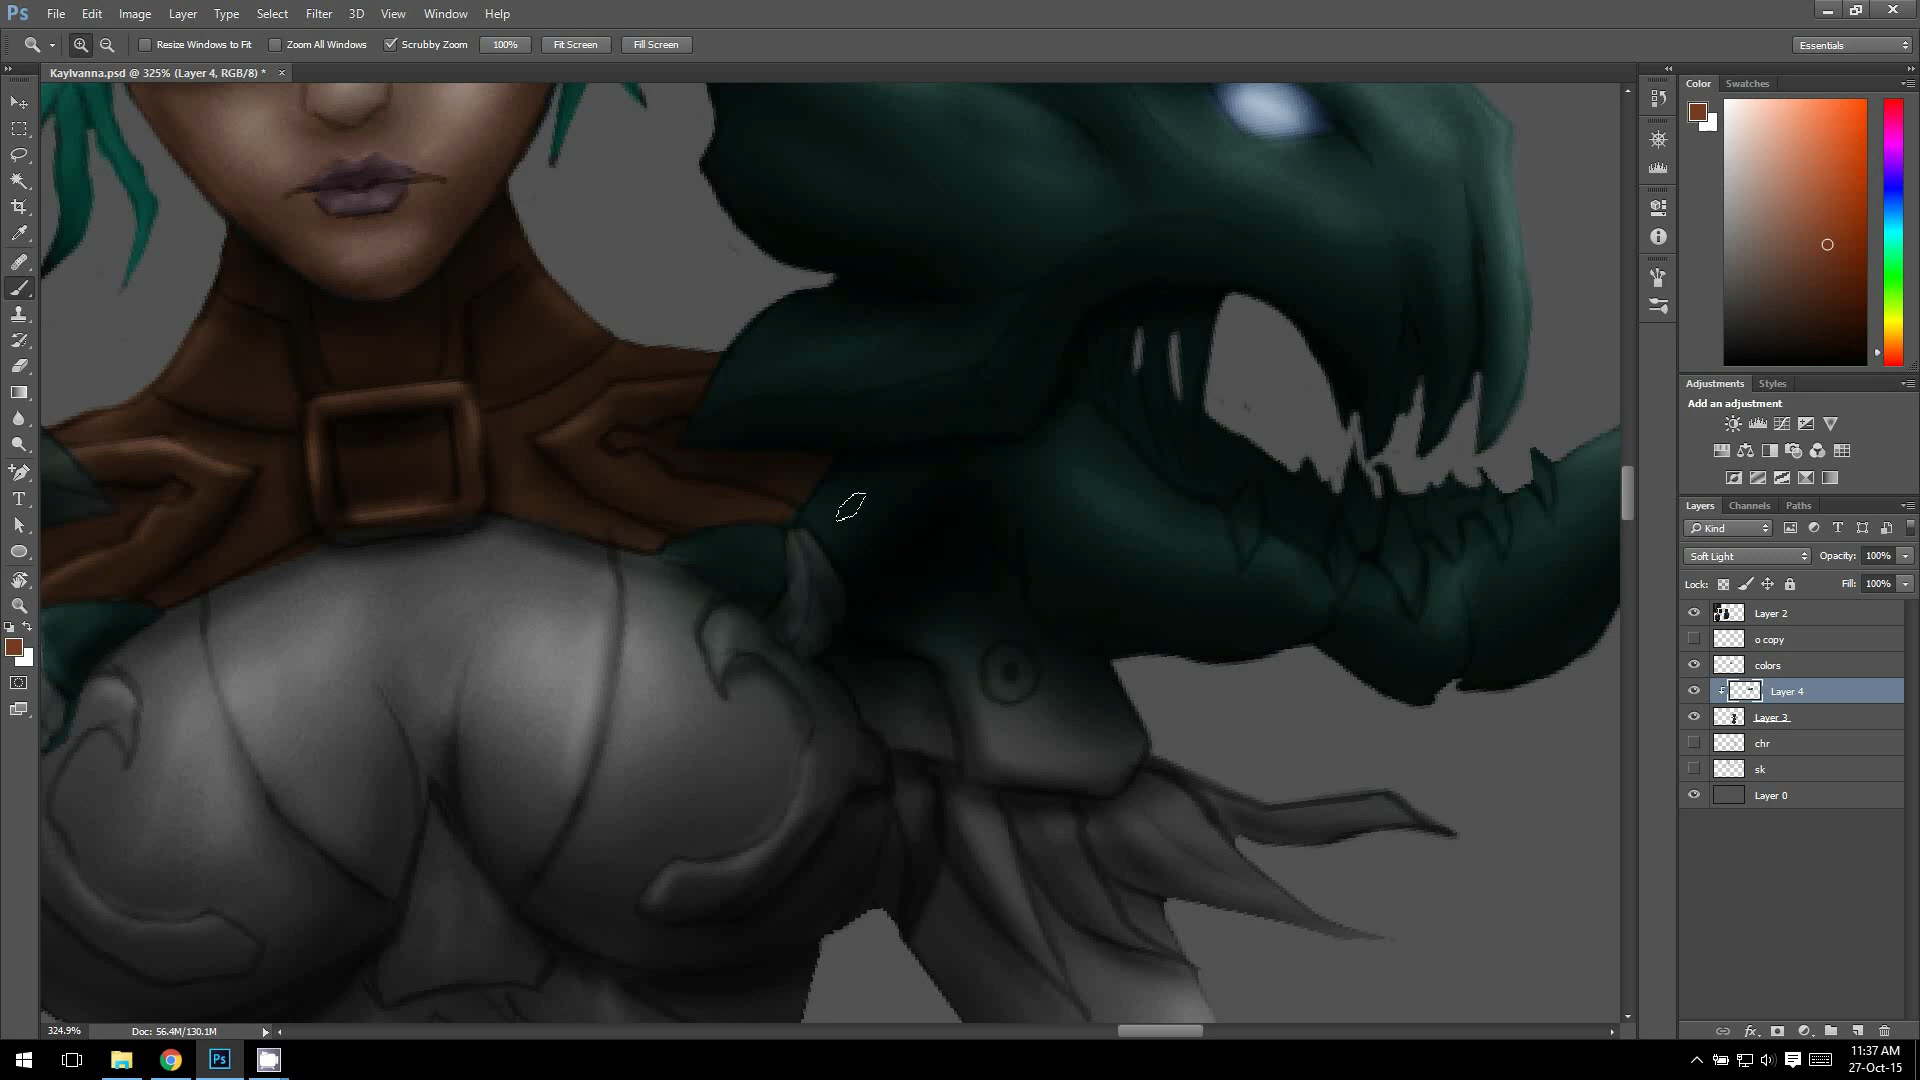 Ps File Edit Image Layer Type Select Filter 3D View Window Help
Resize Windows to Fit Zoom All Windows Scrubby Zoom 100% Fit Screen Fill Screen Essentials
Kaylvanna.psd @ 325% (Layer 4, RGB/8) *
Color Swatches
Adjustments Styles
Add an adjustment
Layers Channels Paths
Kind
Soft Light Opacity: 100%
Lock: Fill: 100%
Layer 2
o copy
colors
Layer 4
Layer 3
chr
sk
Layer 0
324.9% Doc: 56.4M/130.1M
11:37 AM
27-Oct-15